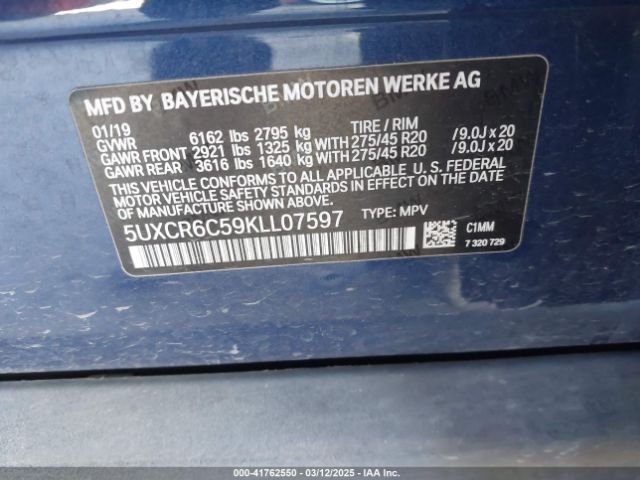 MFD BY BAYERISCHE MOTOREN WERKE AG
01/19 TIRE / RIM
GVWR 6162 lbs 2795 kg
GAWR FRONT 2921 lbs 1325 kg WITH 275/45 R20 /9.0J x 20
GAWR REAR 3616 lbs 1640 kg WITH 275/45 R20 /9.0J x 20
THIS VEHICLE CONFORMS TO ALL APPLICABLE U. S. FEDERAL
MOTOR VEHICLE SAFETY STANDARDS IN EFFECT ON THE DATE
OF MANUFACTURE SHOWN ABOVE.
5UXCR6C59KLL07597 TYPE: MPV
C1MM
7 320 729
000-41762550 | 03/12/2025 - IAA Inc.